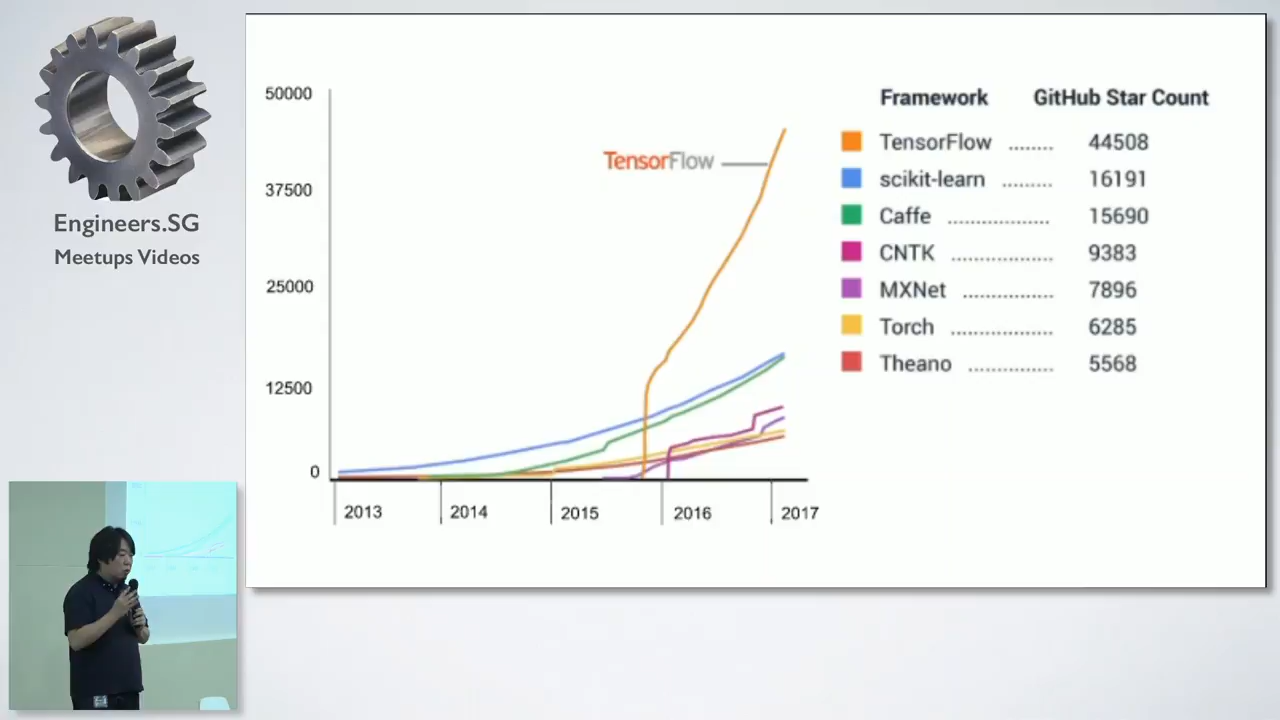 Engineers.SG
Meetups Videos
50000
37500
25000
12500
0
2013
2014
2015
2016
2017
TensorFlow
Framework GitHub Star Count
TensorFlow ........ 44508
scikit-learn ......... 16191
Caffe .................. 15690
CNTK .................. 9383
MXNet ................ 7896
Torch .................. 6285
Theano ............... 5568